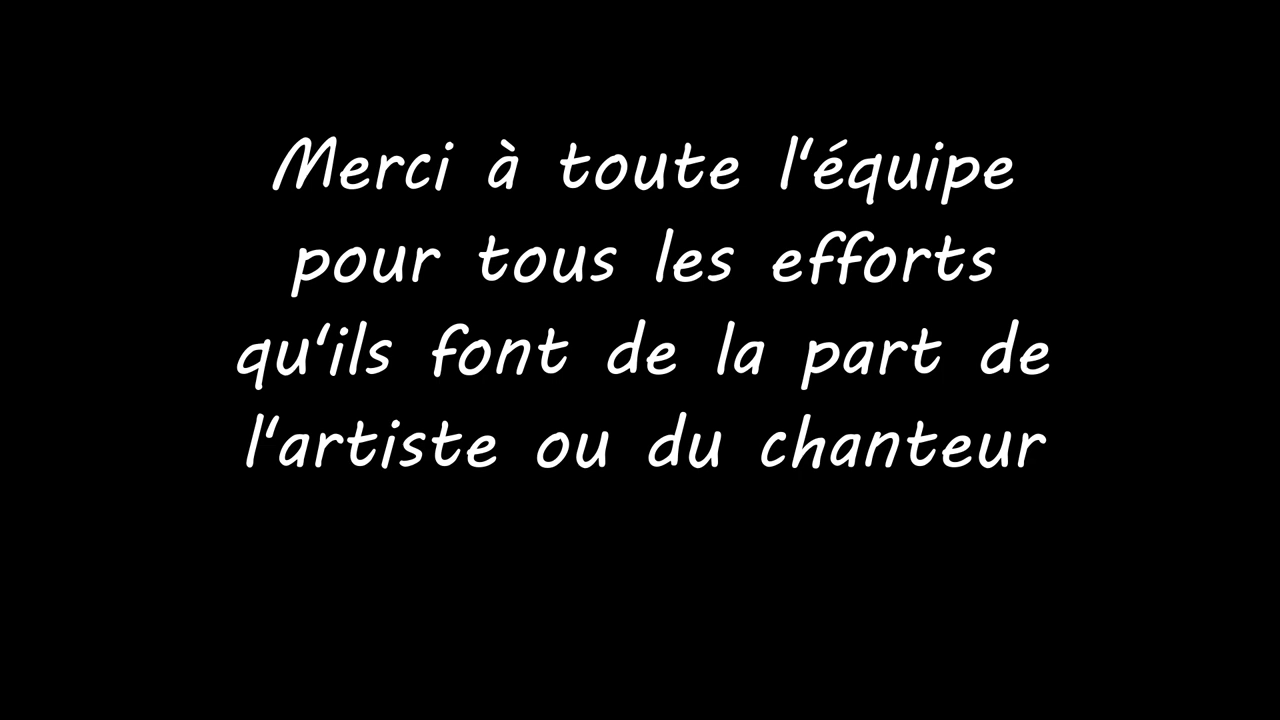 Merci à toute l'équipe
pour tous les efforts
qu'ils font de la part de
l'artiste ou du chanteur